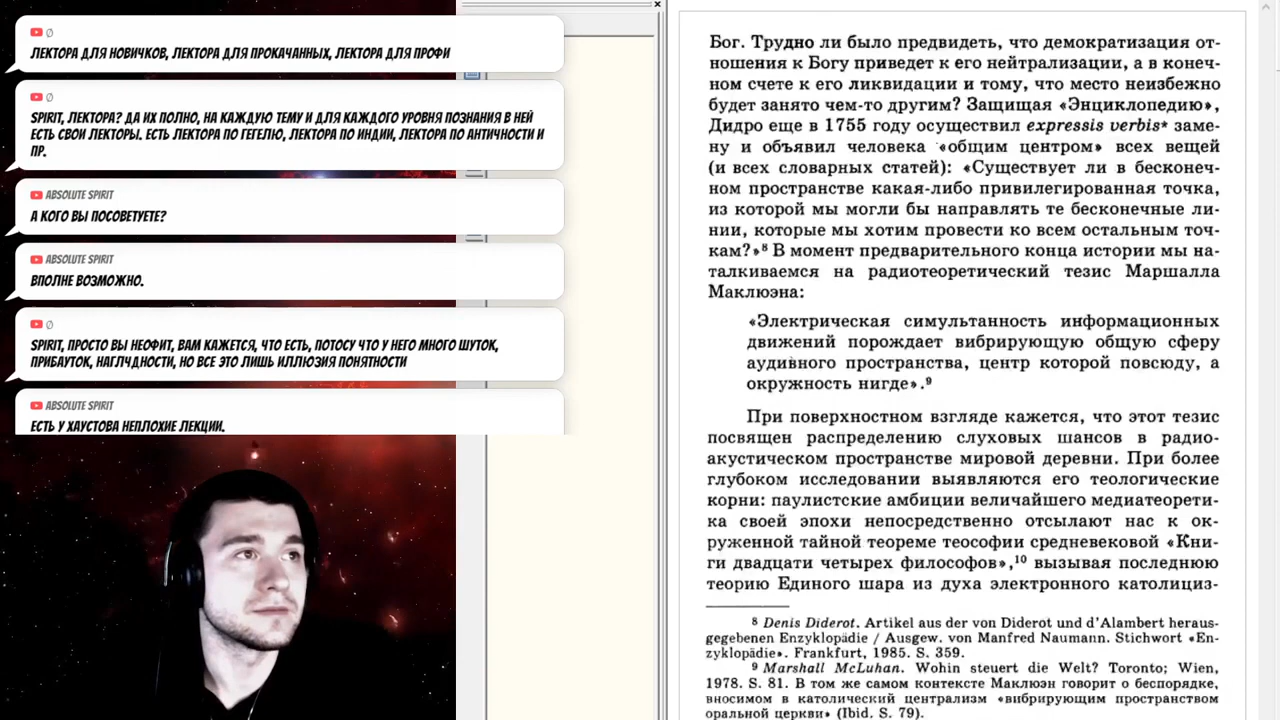 Ø
ЛЕКТОРА ДЛЯ НОВИЧКОВ, ЛЕКТОРА ДЛЯ ПРОКАЧАННЫХ, ЛЕКТОРА ДЛЯ ПРОФИ
Ø
SPIRIT, ЛЕКТОРА? ДА ИХ ПОЛНО, НА КАЖДУЮ ТЕМУ И ДЛЯ КАЖДОГО УРОВНЯ ПОЗНАНИЯ В НЕЙ
ЕСТЬ СВОИ ЛЕКТОРЫ. ЕСТЬ ЛЕКТОРА ПО ГЕГЕЛЮ, ЛЕКТОРА ПО ИНДИИ, ЛЕКТОРА ПО АНТИЧНОСТИ И
ПР.
ABSOLUTE SPIRIT
А КОГО ВЫ ПОСОВЕТУЕТЕ?
ABSOLUTE SPIRIT
ВПОЛНЕ ВОЗМОЖНО.
Ø
SPIRIT, ПРОСТО ВЫ НЕОФИТ, ВАМ КАЖЕТСЯ, ЧТО ЕСТЬ, ПОТОСУ ЧТО У НЕГО МНОГО ШУТОК,
ПРИБАУТОК, НАГЛЧДНОСТИ, НО ВСЕ ЭТО ЛИШЬ ИЛЛЮЗИЯ ПОНЯТНОСТИ
ABSOLUTE SPIRIT
ЕСТЬ У ХАУСТОВА НЕПЛОХИЕ ЛЕКЦИИ.
Бог. Трудно ли было предвидеть, что демократизация от-
ношения к Богу приведет к его нейтрализации, а в конеч-
ном счете к его ликвидации и тому, что место неизбежно
будет занято чем-то другим? Защищая «Энциклопедию»,
Дидро еще в 1755 году осуществил expressis verbis* заме-
ну и объявил человека «общим центром» всех вещей
(и всех словарных статей): «Существует ли в бесконеч-
ном пространстве какая-либо привилегированная точка,
из которой мы могли бы направлять те бесконечные ли-
нии, которые мы хотим провести ко всем остальным точ-
кам?»⁸ В момент предварительного конца истории мы на-
талкиваемся на радиотеоретический тезис Маршалла
Маклюэна:
«Электрическая симультанность информационных
движений порождает вибрирующую общую сферу
аудивного пространства, центр которой повсюду, а
окружность нигде».⁹
При поверхностном взгляде кажется, что этот тезис
посвящен распределению слуховых шансов в радио-
акустическом пространстве мировой деревни. При более
глубоком исследовании выявляются его теологические
корни: паулистские амбиции величайшего медиатеорети-
ка своей эпохи непосредственно отсылают нас к ок-
руженной тайной теореме теософии средневековой «Кни-
ги двадцати четырех философов»,¹⁰ вызывая последнюю
теорию Единого шара из духа электронного католициз-
⁸ Denis Diderot. Artikel aus der von Diderot und d'Alambert heraus-
gegebenen Enzyklopädie / Ausgew. von Manfred Naumann. Stichwort «En-
zyklopädie». Frankfurt, 1985. S. 359.
⁹ Marshall McLuhan. Wohin steuert die Welt? Toronto; Wien,
1978. S. 81. В том же самом контексте Маклюэн говорит о беспорядке,
вносимом в католический централизм «вибрирующим пространством
оральной церкви» (Ibid. S. 79).